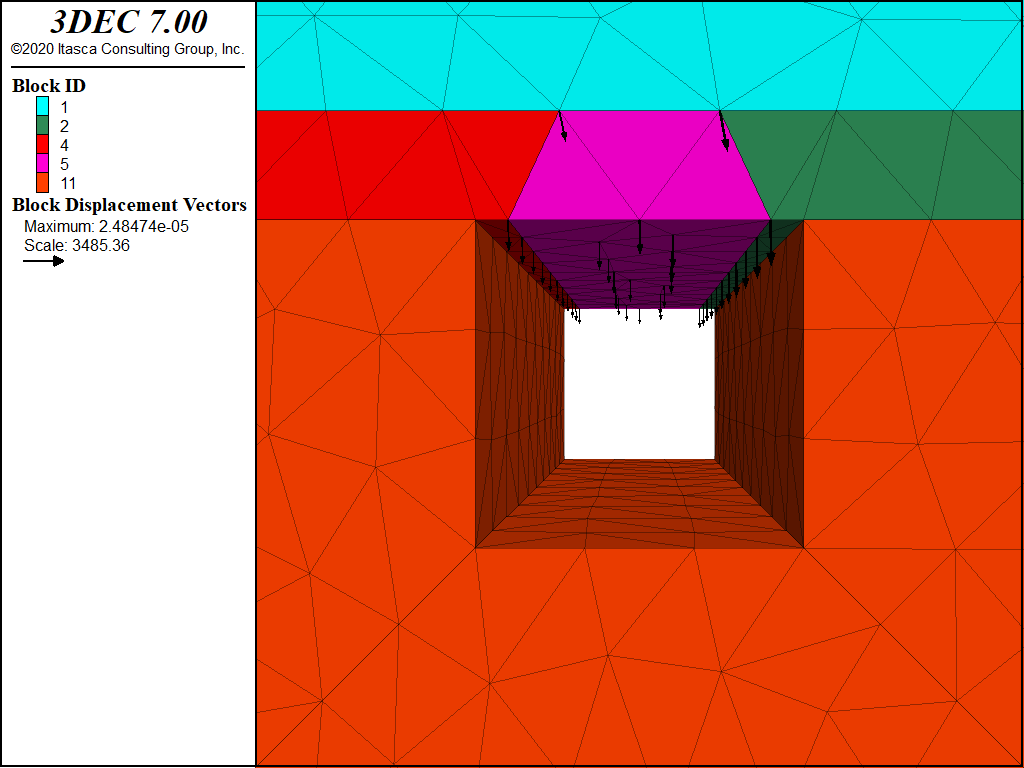 3DEC 7.00
©2020 Itasca Consulting Group, Inc.
Block ID
1
2
4
5
11
Block Displacement Vectors
Maximum: 2.48474e-05
Scale: 3485.36